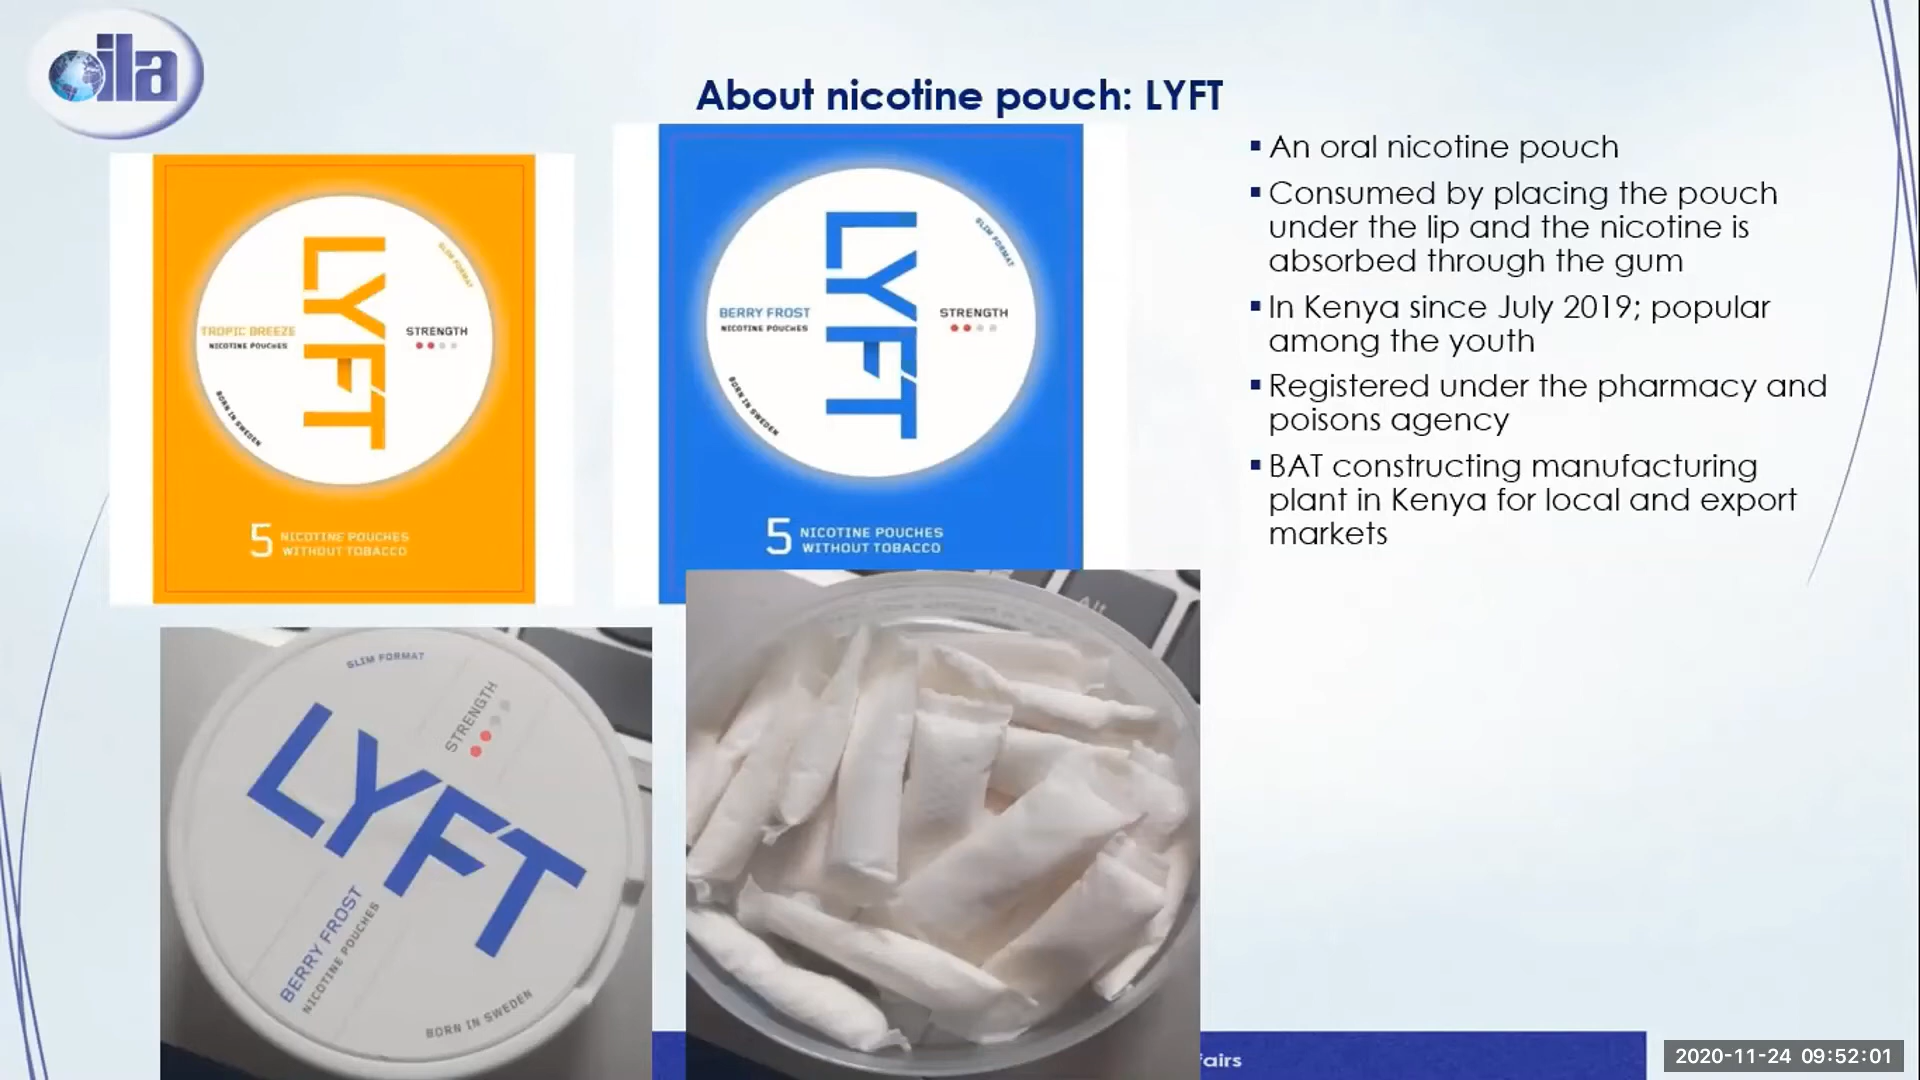 ila
About nicotine pouch: LYFT
SLIM FORMAT
LYFT
TROPIC BREEZE
NICOTINE POUCHES
STRENGTH
BORN IN SWEDEN
5 NICOTINE POUCHES
WITHOUT TOBACCO
SLIM FORMAT
LYFT
BERRY FROST
NICOTINE POUCHES
STRENGTH
BORN IN SWEDEN
5 NICOTINE POUCHES
WITHOUT TOBACCO
▪ An oral nicotine pouch
▪ Consumed by placing the pouch
under the lip and the nicotine is
absorbed through the gum
▪ In Kenya since July 2019; popular
among the youth
▪ Registered under the pharmacy and
poisons agency
▪ BAT constructing manufacturing
plant in Kenya for local and export
markets
SLIM FORMAT
STRENGTH
LYFT
BERRY FROST
NICOTINE POUCHES
BORN IN SWEDEN
Alt
2020-11-24 09:52:01